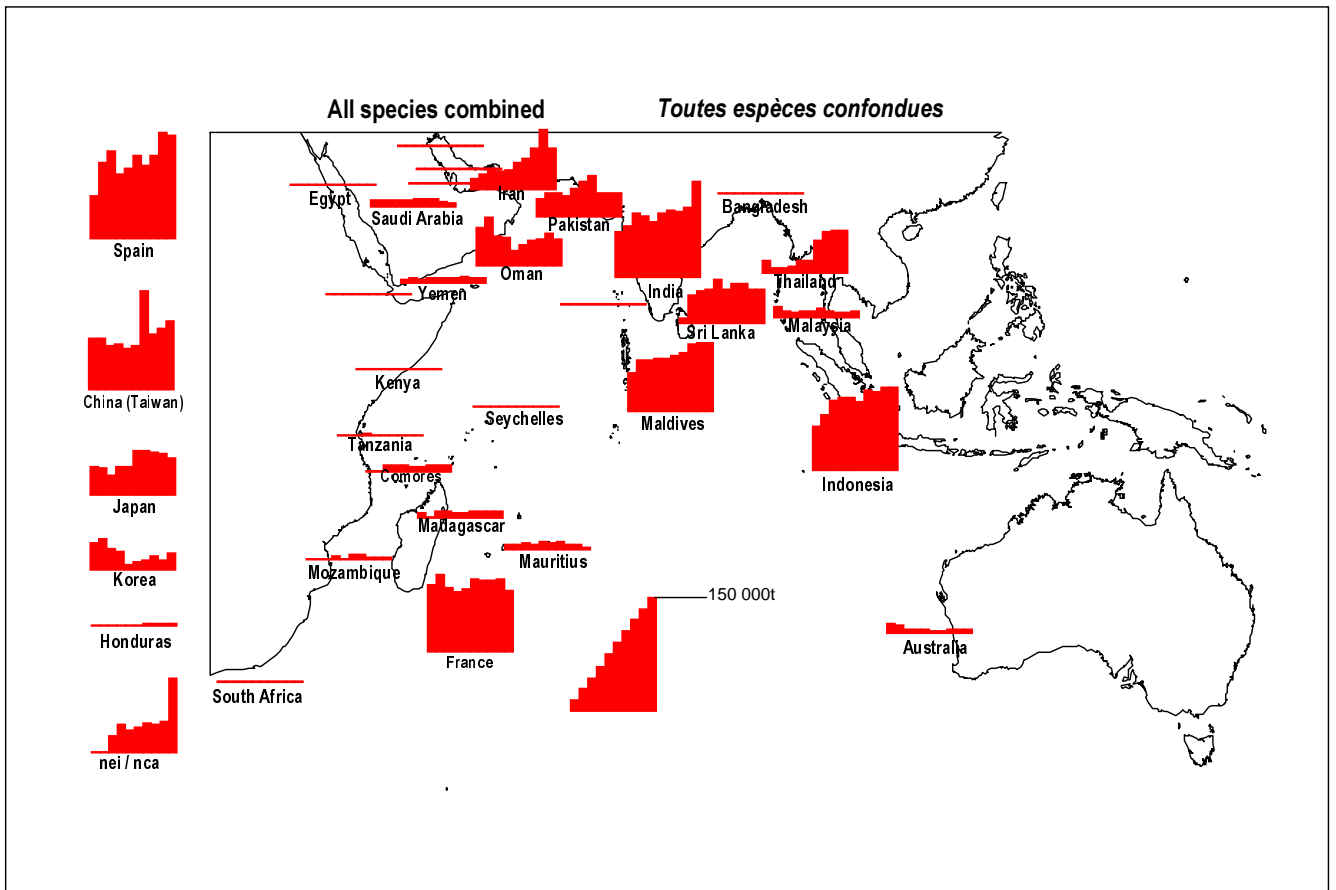 All species combined
Toutes espèces confondues
Spain
China (Taiwan)
Japan
Korea
Honduras
nei / nca
Egypt
Saudi Arabia
Iran
Pakistan
Oman
Yemen
India
Bangladesh
Thailand
Sri Lanka
Malaysia
Maldives
Kenya
Seychelles
Tanzania
Comores
Indonesia
Madagascar
Mauritius
Mozambique
150 000t
France
Australia
South Africa